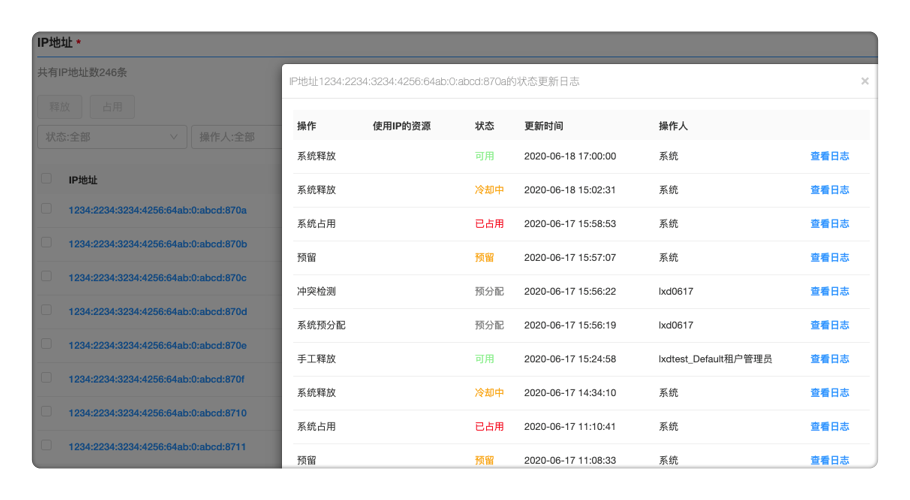 IP地址 *
共有IP地址数246条
释放 占用
状态:全部 操作人:全部
IP地址
1234:2234:3234:4256:64ab:0:abcd:870a
1234:2234:3234:4256:64ab:0:abcd:870b
1234:2234:3234:4256:64ab:0:abcd:870c
1234:2234:3234:4256:64ab:0:abcd:870d
1234:2234:3234:4256:64ab:0:abcd:870e
1234:2234:3234:4256:64ab:0:abcd:870f
1234:2234:3234:4256:64ab:0:abcd:8710
1234:2234:3234:4256:64ab:0:abcd:8711
IP地址1234:2234:3234:4256:64ab:0:abcd:870a的状态更新日志 ×
操作 使用IP的资源 状态 更新时间 操作人
系统释放 可用 2020-06-18 17:00:00 系统 查看日志
系统释放 冷却中 2020-06-18 15:02:31 系统 查看日志
系统占用 已占用 2020-06-17 15:58:53 系统 查看日志
预留 预留 2020-06-17 15:57:07 系统 查看日志
冲突检测 预分配 2020-06-17 15:56:22 lxd0617 查看日志
系统预分配 预分配 2020-06-17 15:56:19 lxd0617 查看日志
手工释放 可用 2020-06-17 15:24:58 lxdtest_Default租户管理员 查看日志
系统释放 冷却中 2020-06-17 14:34:10 系统 查看日志
系统占用 已占用 2020-06-17 11:10:41 系统 查看日志
预留 预留 2020-06-17 11:08:33 系统 查看日志